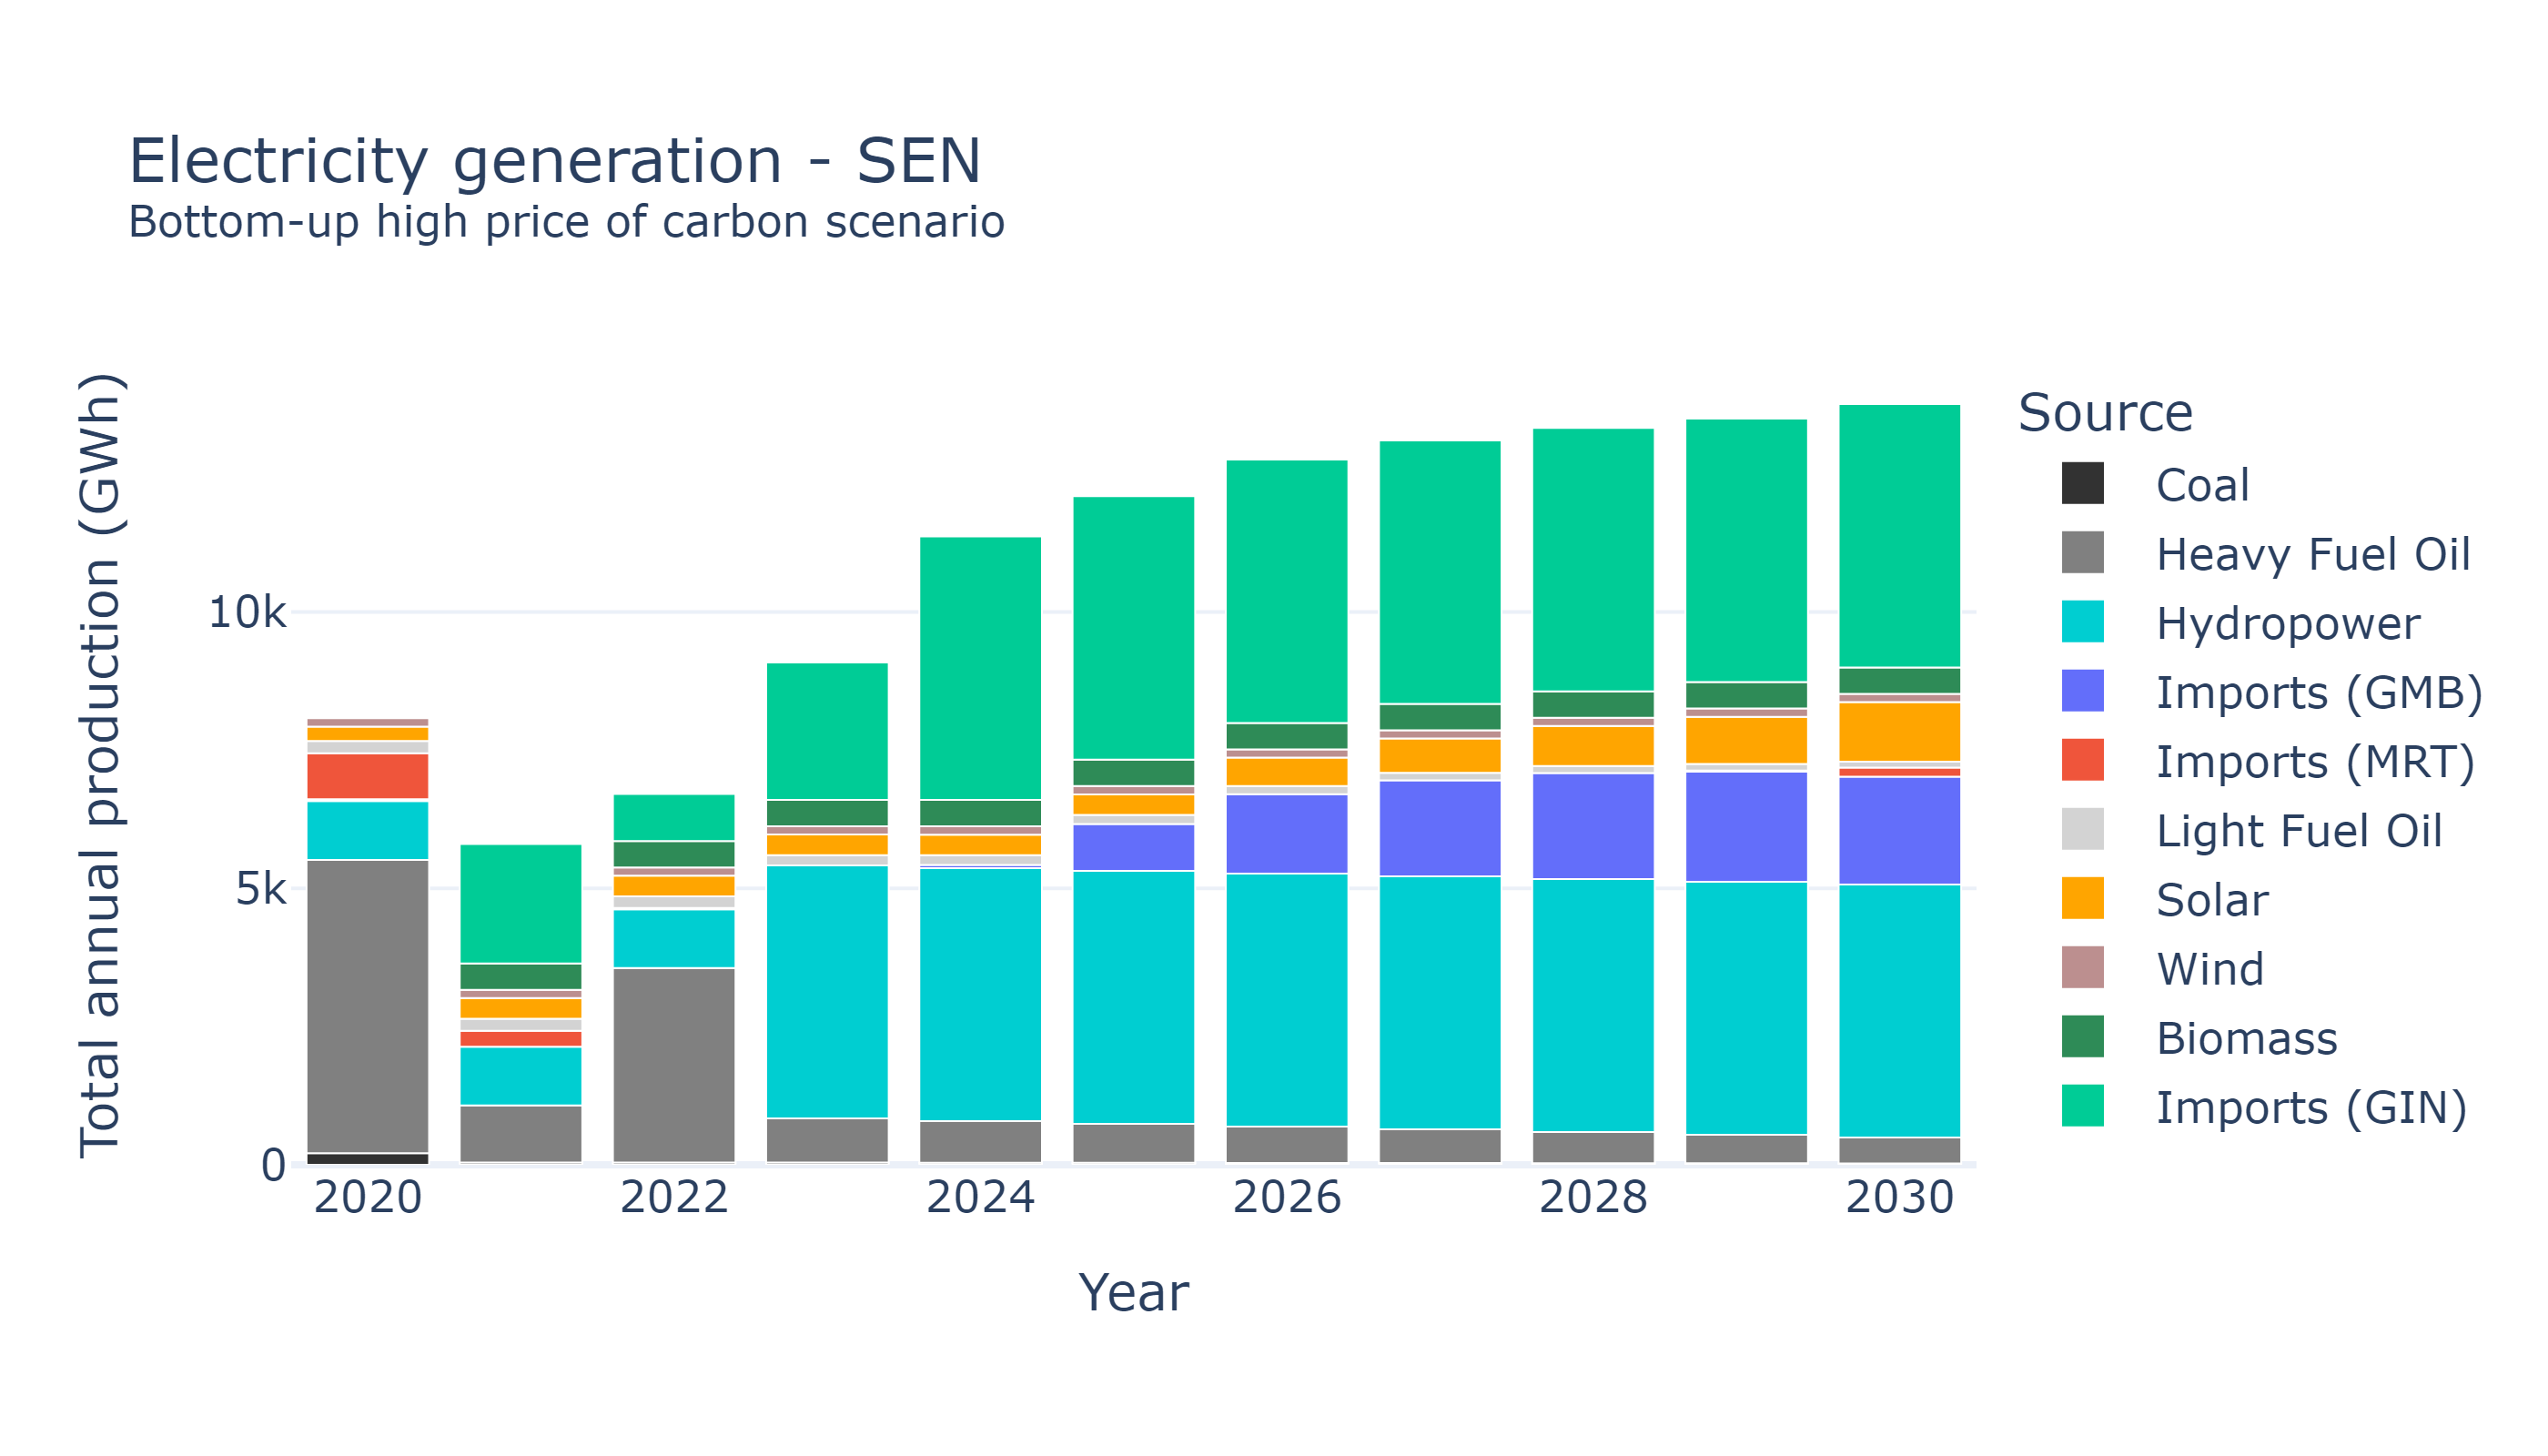 Electricity generation - SEN
Bottom-up high price of carbon scenario
Total annual production (GWh)
10k
5k
0
2020
2022
2024
2026
2028
2030
Year
Source
Coal
Heavy Fuel Oil
Hydropower
Imports (GMB)
Imports (MRT)
Light Fuel Oil
Solar
Wind
Biomass
Imports (GIN)